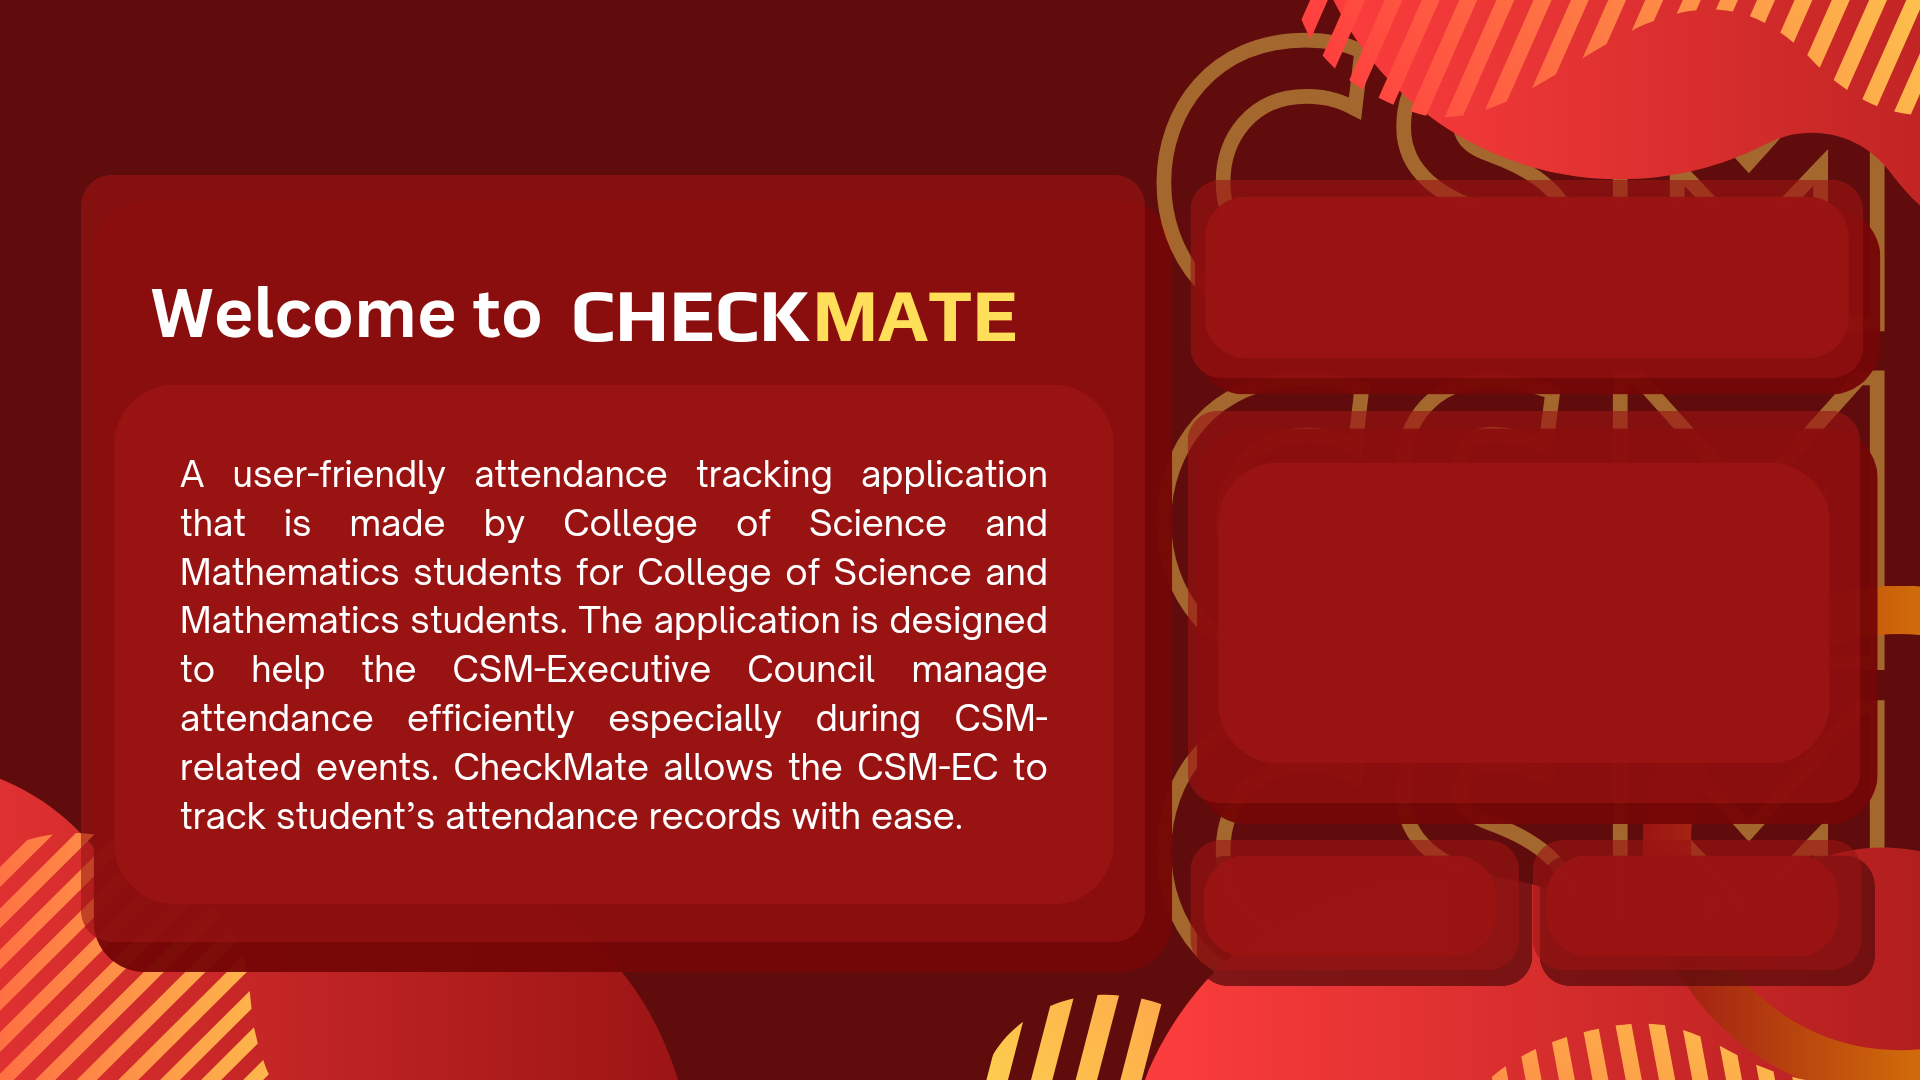 Welcome to CHECKMATE
A user-friendly attendance tracking application
that is made by College of Science and
Mathematics students for College of Science and
Mathematics students. The application is designed
to help the CSM-Executive Council manage
attendance efficiently especially during CSM-
related events. CheckMate allows the CSM-EC to
track student’s attendance records with ease.